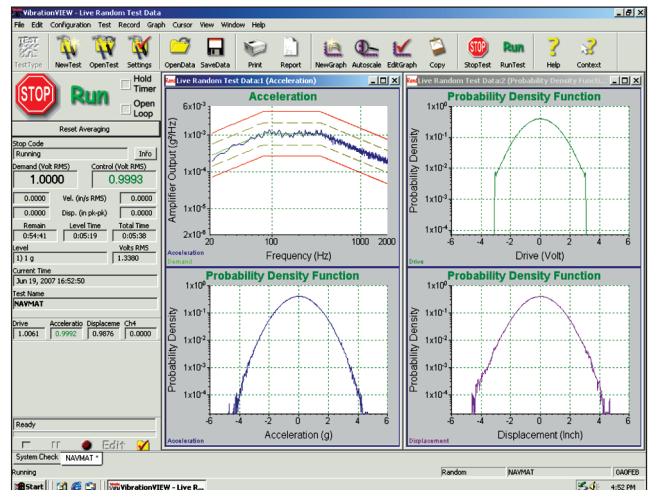 VibrationVIEW - Live Random Test Data
File Edit Configuration Test Record Graph Cursor View Window Help
TestType NewTest OpenTest Settings OpenData SaveData Print Report NewGraph Autoscale EditGraph Copy StopTest RunTest Help Context
TEST
STOP
Run
STOP
Run
Hold
Timer
Open
Loop
Reset Averaging
Stop Code
Running Info
Demand (Volt RMS) Control (Volt RMS)
1.0000 0.9993
0.0000 Vel. (in/s RMS) 0.0000
0.0000 Disp. (in pk-pk) 0.0000
Remain Level Time Total Time
0:54:41 0:05:19 0:05:38
Level Volts RMS
1) 1 g 1.3380
Current Time
Jun 19, 2007 16:52:50
Test Name
NAVMAT
Drive Acceleratio Displaceme Ch4
1.0061 0.9992 0.9876 0.0000
Ready
Edit
System Check NAVMAT *
Live Random Test Data:1 (Acceleration)
Acceleration
Amplifier Output (g²/Hz)
6x10-3
1x10-3
1x10-4
1x10-5
2x10-6
20 100 1000 2000
Frequency (Hz)
Acceleration
Demand
Live Random Test Data:2 (Probability Density Functi...
Probability Density Function
Probability Density
1x10⁰
1x10-1
1x10-2
1x10-3
1x10-4
-6 -4 -2 0 2 4 6
Drive (Volt)
Drive
Probability Density Function
Probability Density
1x10⁰
1x10-1
1x10-2
1x10-3
1x10-4
-6 -4 -2 0 2 4 6
Acceleration (g)
Acceleration
Probability Density Function
Probability Density
1x10⁰
1x10-1
1x10-2
1x10-3
1x10-4
-6 -4 -2 0 2 4 6
Displacement (Inch)
Displacement
Running Random NAVMAT 0A0FEB
Start VibrationVIEW - Live R... 4:52 PM